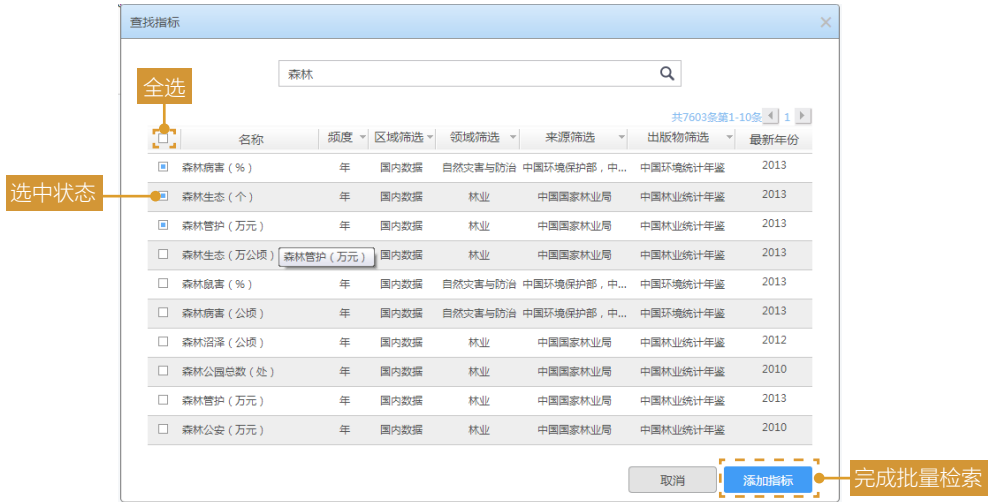 查找指标
森林
全选
共7603条第1-10条 1
名称 频度 区域筛选 领域筛选 来源筛选 出版物筛选 最新年份
森林病害（%） 年 国内数据 自然灾害与防治 中国环境保护部，中... 中国环境统计年鉴 2013
选中状态
森林生态（个） 年 国内数据 林业 中国国家林业局 中国林业统计年鉴 2013
森林管护（万元） 年 国内数据 林业 中国国家林业局 中国林业统计年鉴 2013
森林生态（万公顷） 森林管护（万元） 国内数据 林业 中国国家林业局 中国林业统计年鉴 2013
森林鼠害（%） 年 国内数据 自然灾害与防治 中国环境保护部，中... 中国环境统计年鉴 2013
森林病害（公顷） 年 国内数据 自然灾害与防治 中国环境保护部，中... 中国环境统计年鉴 2013
森林沼泽（公顷） 年 国内数据 林业 中国国家林业局 中国林业统计年鉴 2012
森林公园总数（处） 年 国内数据 林业 中国国家林业局 中国林业统计年鉴 2010
森林管护（万元） 年 国内数据 林业 中国国家林业局 中国林业统计年鉴 2013
森林公安（万元） 年 国内数据 林业 中国国家林业局 中国林业统计年鉴 2010
取消 添加指标 完成批量检索